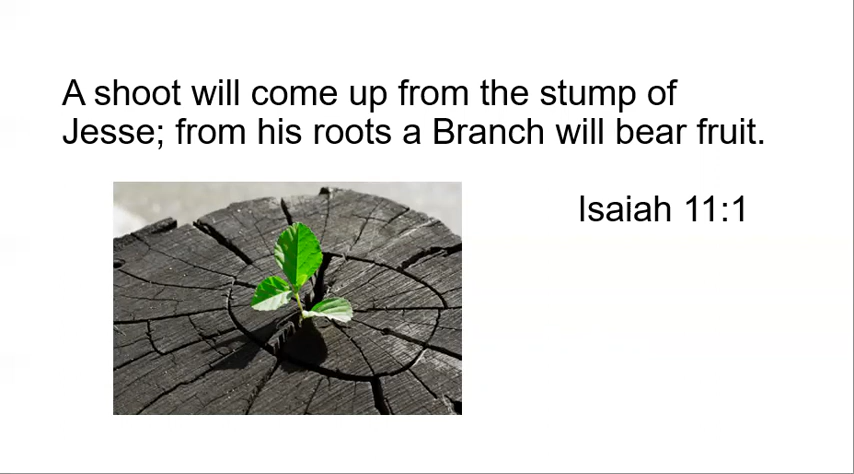 A shoot will come up from the stump of
Jesse; from his roots a Branch will bear fruit.
Isaiah 11:1